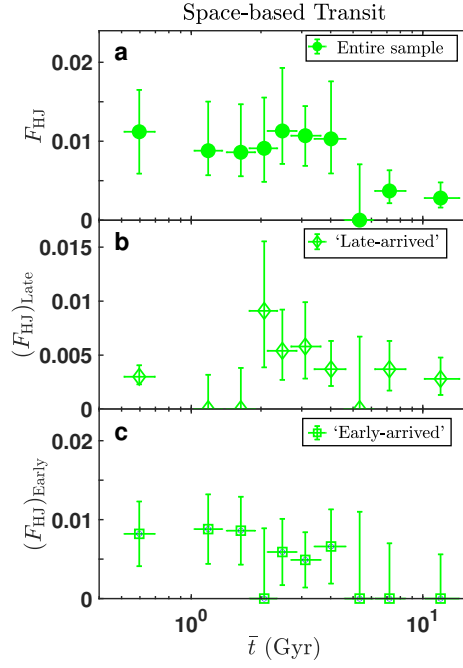 Space-based Transit
a
Entire sample
0.02
0.01
0
F_HJ
b
'Late-arrived'
0.015
0.01
0.005
0
(F_HJ)_Late
c
'Early-arrived'
0.02
0.01
0
(F_HJ)_Early
10^0
10^1
t̄ (Gyr)